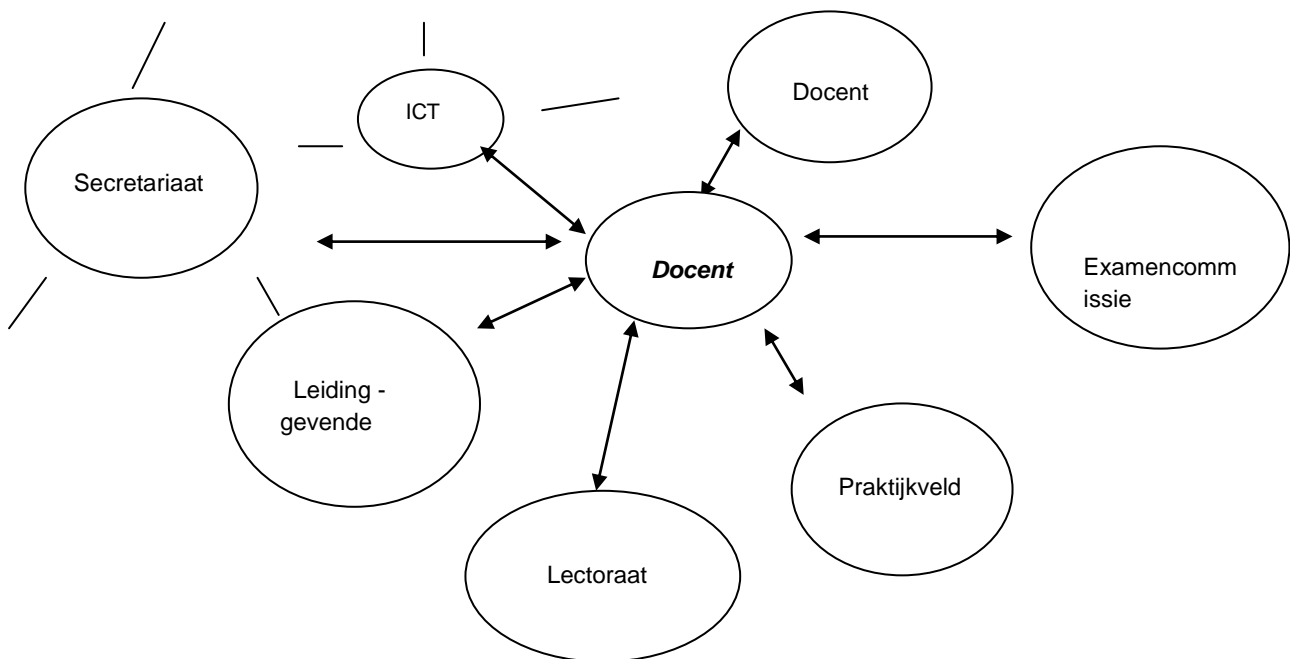 ICT
Docent
Secretariaat
Docent
Examencomm
issie
Leiding -
gevende
Praktijkveld
Lectoraat